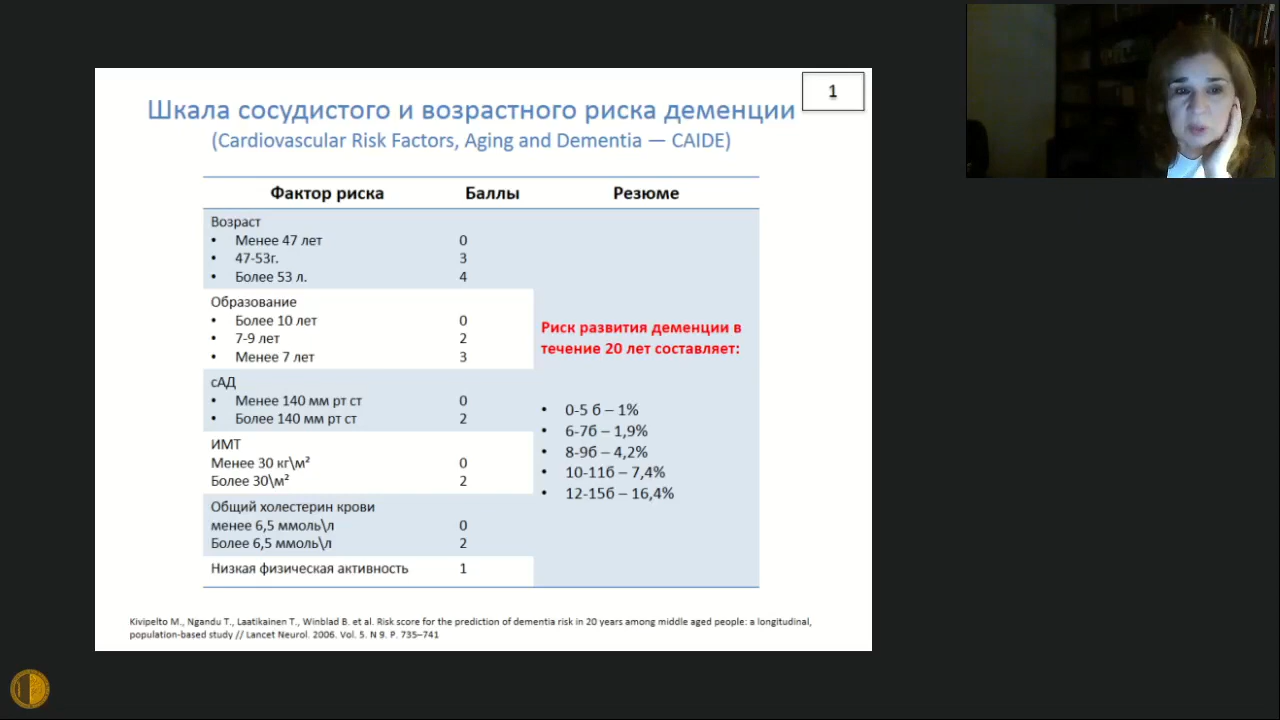 1
Шкала сосудистого и возрастного риска деменции
(Cardiovascular Risk Factors, Aging and Dementia — CAIDE)
Фактор риска Баллы Резюме
Возраст
• Менее 47 лет 0
• 47-53г. 3
• Более 53 л. 4
Образование
• Более 10 лет 0
• 7-9 лет 2
• Менее 7 лет 3
сАД
• Менее 140 мм рт ст 0
• Более 140 мм рт ст 2
ИМТ
Менее 30 кг\м² 0
Более 30\м² 2
Общий холестерин крови
менее 6,5 ммоль\л 0
Более 6,5 ммоль\л 2
Низкая физическая активность 1
Риск развития деменции в
течение 20 лет составляет:
• 0-5 б – 1%
• 6-7б – 1,9%
• 8-9б – 4,2%
• 10-11б – 7,4%
• 12-15б – 16,4%
Kivipelto M., Ngandu T., Laatikainen T., Winblad B. et al. Risk score for the prediction of dementia risk in 20 years among middle aged people: a longitudinal,
population-based study // Lancet Neurol. 2006. Vol. 5. N 9. P. 735–741